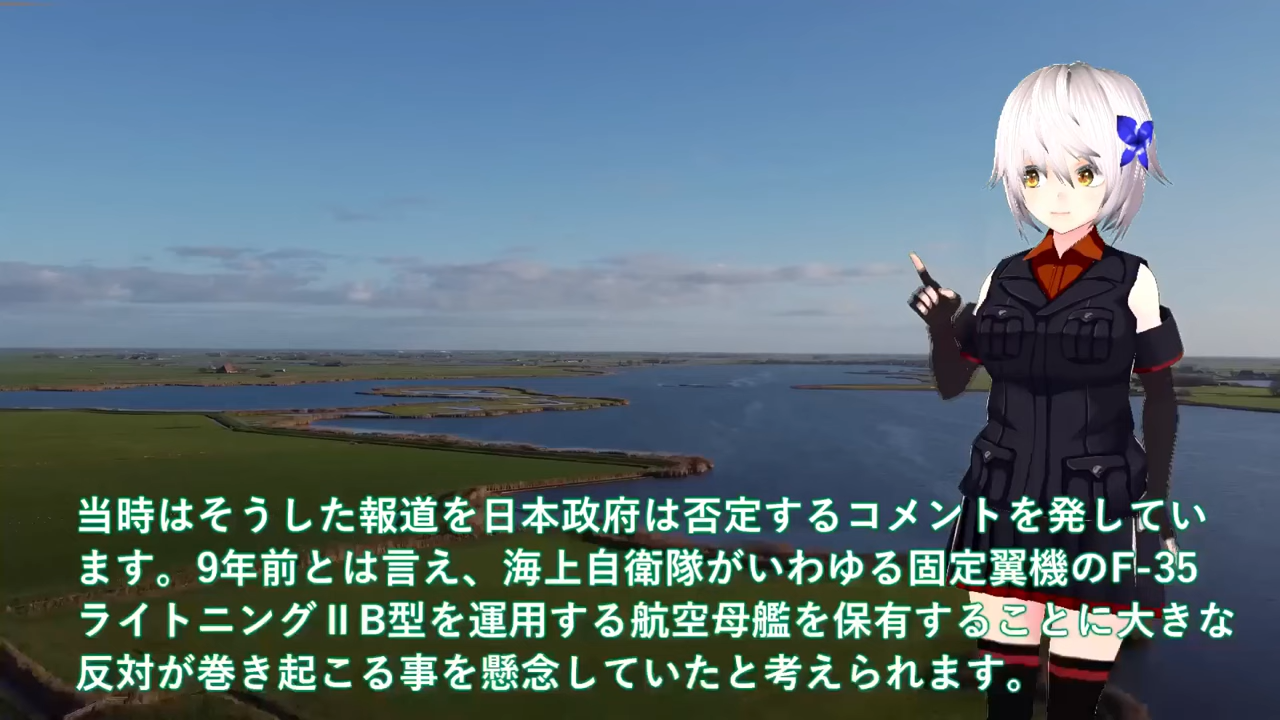 当時はそうした報道を日本政府は否定するコメントを発してい
ます。9年前とは言え、海上自衛隊がいわゆる固定翼機のF-35
ライトニングⅡB型を運用する航空母艦を保有することに大きな
反対が巻き起こる事を懸念していたと考えられます。